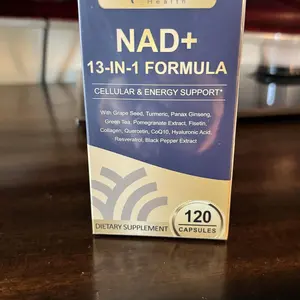 Health
NAD+
13-IN-1 FORMULA
CELLULAR & ENERGY SUPPORT*
With Grape Seed, Turmeric, Panax Ginseng,
Green Tea, Pomegranate Extract, Fisetin,
Collagen, Quercetin, CoQ10, Hyaluronic Acid,
Resveratrol, Black Pepper Extract
DIETARY SUPPLEMENT
120
CAPSULES